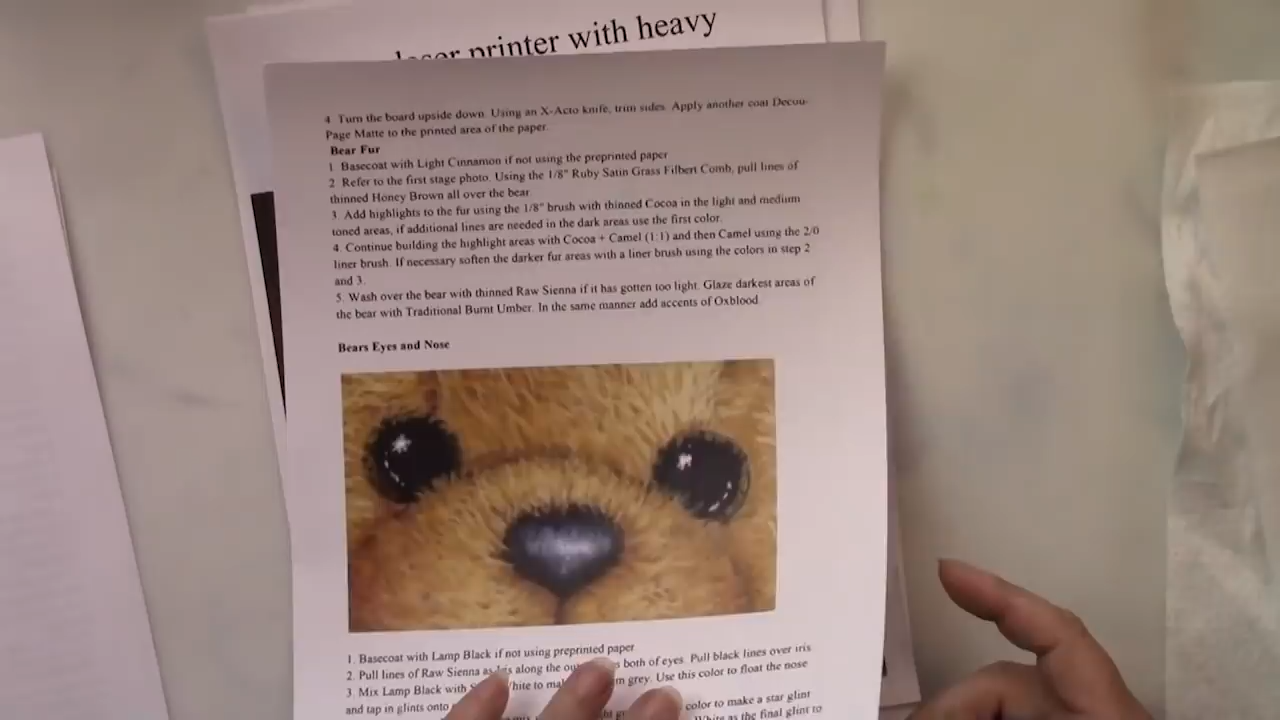 printer with heavy
4 Turn the board upside down. Using an X-Acto knife, trim sides. Apply another coat Decou-
Page Matte to the printed area of the paper.
Bear Fur
1 Basecoat with Light Cinnamon if not using the preprinted paper
2 Refer to the first stage photo. Using the 1/8" Ruby Satin Grass Filbert Comb, pull lines of
thinned Honey Brown all over the bear.
3. Add highlights to the fur using the 1/8" brush with thinned Cocoa in the light and medium
toned areas, if additional lines are needed in the dark areas use the first color.
4. Continue building the highlight areas with Cocoa + Camel (1:1) and then Camel using the 2/0
liner brush. If necessary soften the darker fur areas with a liner brush using the colors in step 2
and 3.
5. Wash over the bear with thinned Raw Sienna if it has gotten too light. Glaze darkest areas of
the bear with Traditional Burnt Umber. In the same manner add accents of Oxblood
Bears Eyes and Nose
1. Basecoat with Lamp Black if not using preprinted paper
2. Pull lines of Raw Sienna as along the both of eyes. Pull black lines over iris
3. Mix Lamp Black with to grey. Use this color to float the nose
and tap in glints onto color to make a star glint
as the final glint to